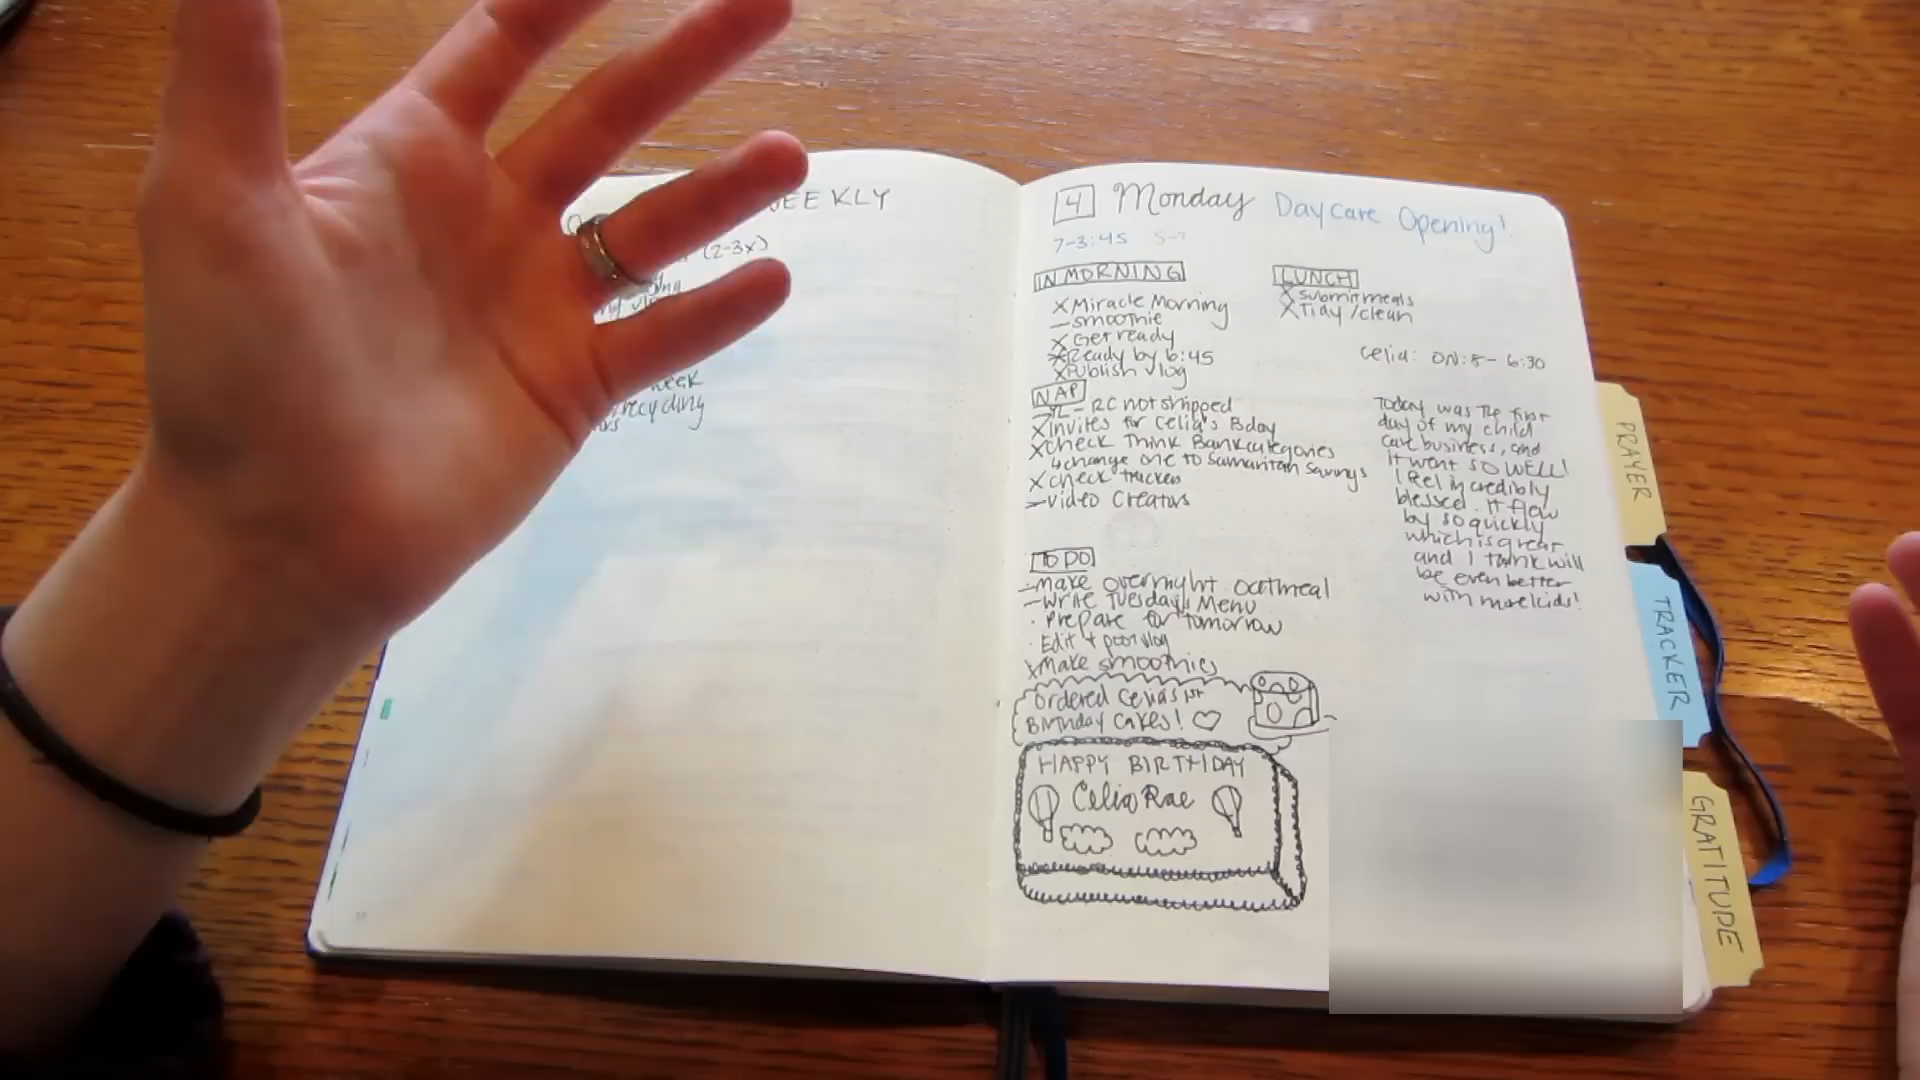 WEEKLY
(2-3x)
week
recycling
4 Monday Daycare Opening!
7-3:45 5-7
IN MORNING
X Miracle Morning
- smoothie
X Get ready
X Ready by 6:45
X Publish vlog
LUNCH
X submit meals
X Tidy/clean
Celia: ON: 8- 6:30
NAP
- RC not shipped
X Invites for Celia's Bday
X check Think Bank categories
↳ change one to Samaritan Savings
X check trackers
- Video Creators
Today was the first
day of my child
care business, and
it went SO WELL!
I feel incredibly
blessed. It flew
by so quickly
which is great
and I think will
be even better
with more kids!
TO DO
- Make overnight oatmeal
- Write Tuesday's Menu
· Prepare for tomorrow
· Edit + post vlog
X Make smoothies
Ordered Celia's 1st
Birthday Cakes! ♡
HAPPY BIRTHDAY
Celia Rae
PRAYER
TRACKER
GRATITUDE